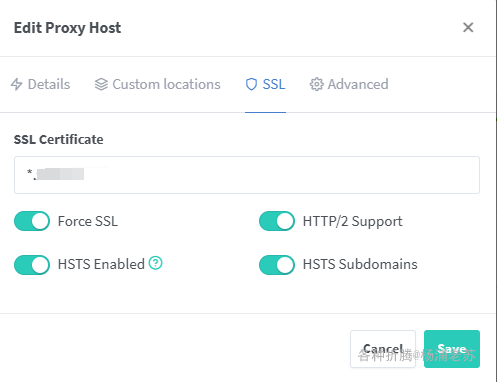 Edit Proxy Host
Details Custom locations SSL Advanced
SSL Certificate
*.
Force SSL HTTP/2 Support
HSTS Enabled HSTS Subdomains
Cancel Save
各种折腾@杨浦老苏